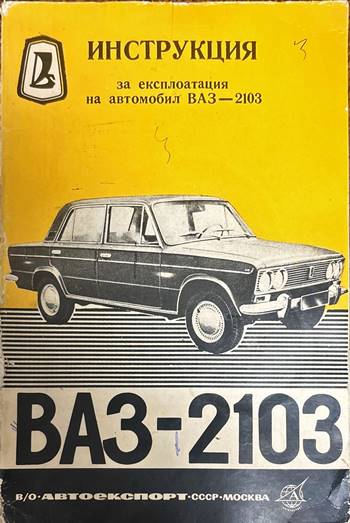 ИНСТРУКЦИЯ
за експлоатация
на автомобил ВАЗ—2103
ВАЗ-2103
В/О·АВТОЕКСПОРТ·СССР·МОСКВА